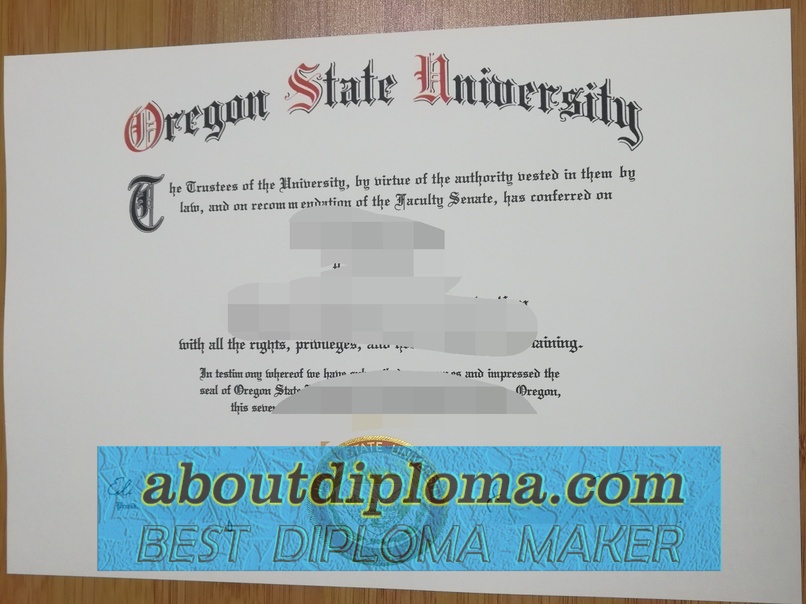 Oregon State University
The Trustees of the University, by virtue of the authority vested in them by
law, and on recommendation of the Faculty Senate, has conferred on
with all the rights, privileges, and
In testimony whereof we have and impressed the
seal of Oregon State Oregon,
this
aboutdiploma.com
BEST DIPLOMA MAKER